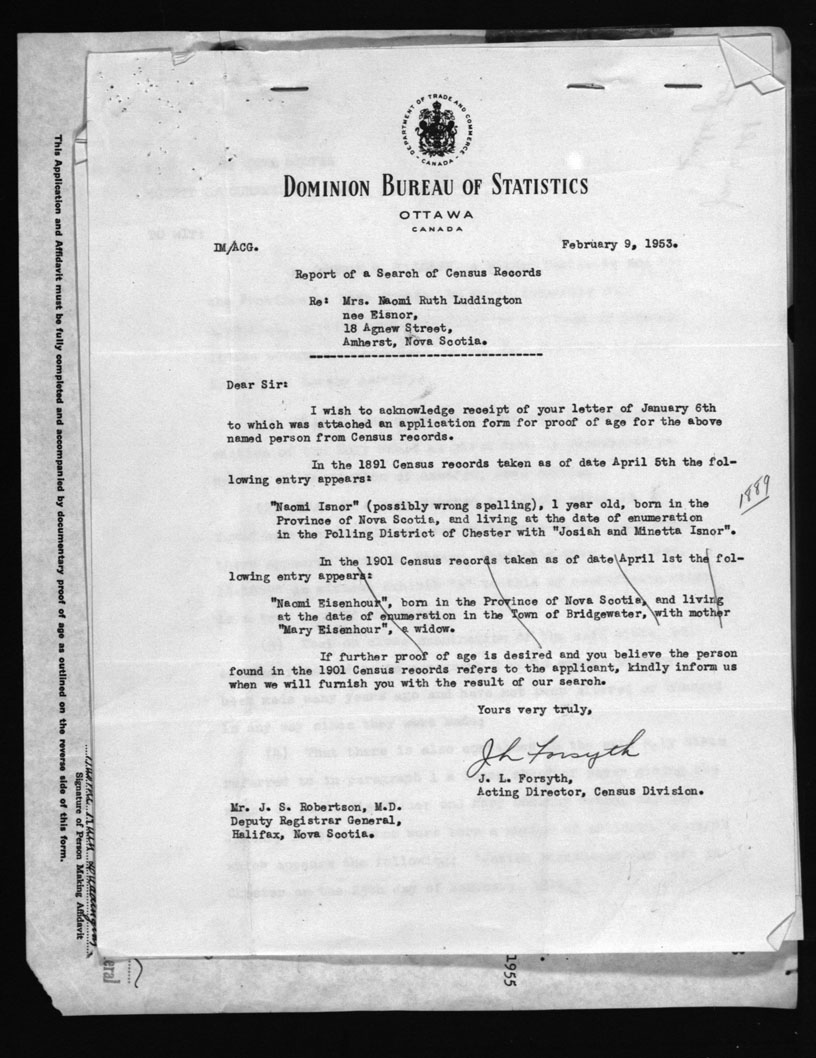 DEPARTMENT OF TRADE AND COMMERCE
CANADA
DOMINION BUREAU OF STATISTICS
OTTAWA
CANADA
IM/ACG.
February 9, 1953.
Report of a Search of Census Records
Re: Mrs. Naomi Ruth Luddington
nee Eisnor,
18 Agnew Street,
Amherst, Nova Scotia.
Dear Sir:
I wish to acknowledge receipt of your letter of January 6th
to which was attached an application form for proof of age for the above
named person from Census records.
In the 1891 Census records taken as of date April 5th the fol-
lowing entry appears:
1889
"Naomi Isnor" (possibly wrong spelling), 1 year old, born in the
Province of Nova Scotia, and living at the date of enumeration
in the Polling District of Chester with "Josiah and Minetta Isnor".
In the 1901 Census records taken as of date April 1st the fol-
lowing entry appears:
"Naomi Eisenhour", born in the Province of Nova Scotia, and living
at the date of enumeration in the Town of Bridgewater, with mother
"Mary Eisenhour", a widow.
If further proof of age is desired and you believe the person
found in the 1901 Census records refers to the applicant, kindly inform us
when we will furnish you with the result of our search.
Yours very truly,
J L Forsyth
J. L. Forsyth,
Acting Director, Census Division.
Mr. J. S. Robertson, M.D.
Deputy Registrar General,
Halifax, Nova Scotia.
This Application and Affidavit must be fully completed and accompanied by documentary proof of age as outlined on the reverse side of this form.
Signature of Person Making Affidavit
eral
1955